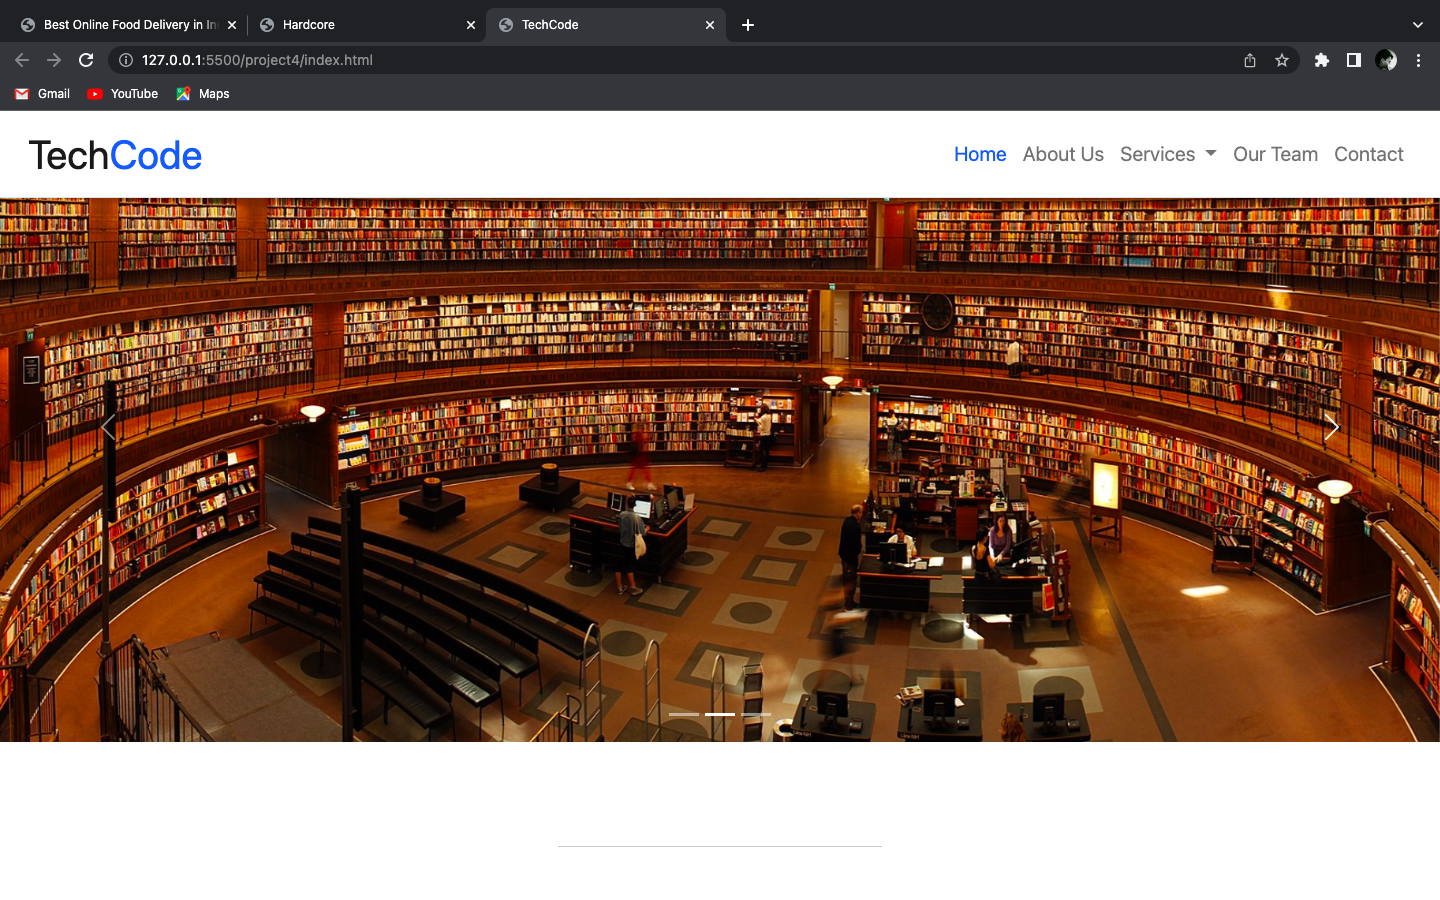 Best Online Food Delivery in In
Hardcore
TechCode
127.0.0.1:5500/project4/index.html
Gmail
YouTube
Maps
TechCode
Home
About Us
Services
Our Team
Contact